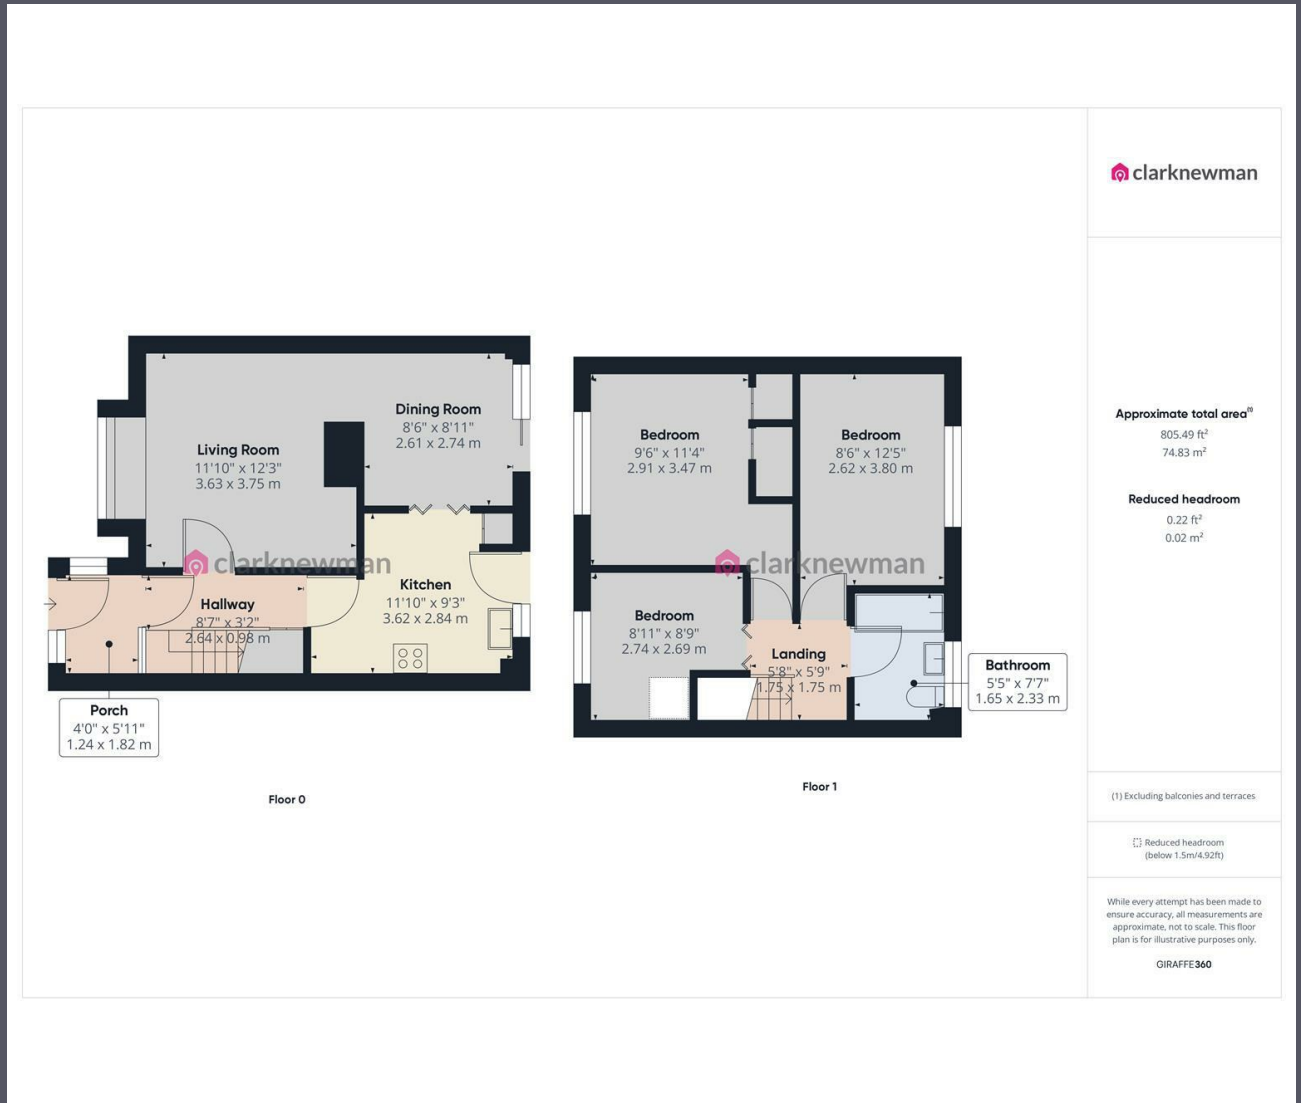 clarknewman
Dining Room
8'6" x 8'11"
2.61 x 2.74 m
Living Room
11'10" x 12'3"
3.63 x 3.75 m
clarknewman
Kitchen
11'10" x 9'3"
3.62 x 2.84 m
Hallway
8'7" x 3'2"
2.64 x 0.98 m
Porch
4'0" x 5'11"
1.24 x 1.82 m
Floor 0
Bedroom
9'6" x 11'4"
2.91 x 3.47 m
Bedroom
8'6" x 12'5"
2.62 x 3.80 m
clarknewman
Bedroom
8'11" x 8'9"
2.74 x 2.69 m
Landing
5'8" x 5'9"
1.75 x 1.75 m
Bathroom
5'5" x 7'7"
1.65 x 2.33 m
Floor 1
Approximate total area(1)
805.49 ft²
74.83 m²
Reduced headroom
0.22 ft²
0.02 m²
(1) Excluding balconies and terraces
Reduced headroom
(below 1.5m/4.92ft)
While every attempt has been made to
ensure accuracy, all measurements are
approximate, not to scale. This floor
plan is for illustrative purposes only.
GIRAFFE360